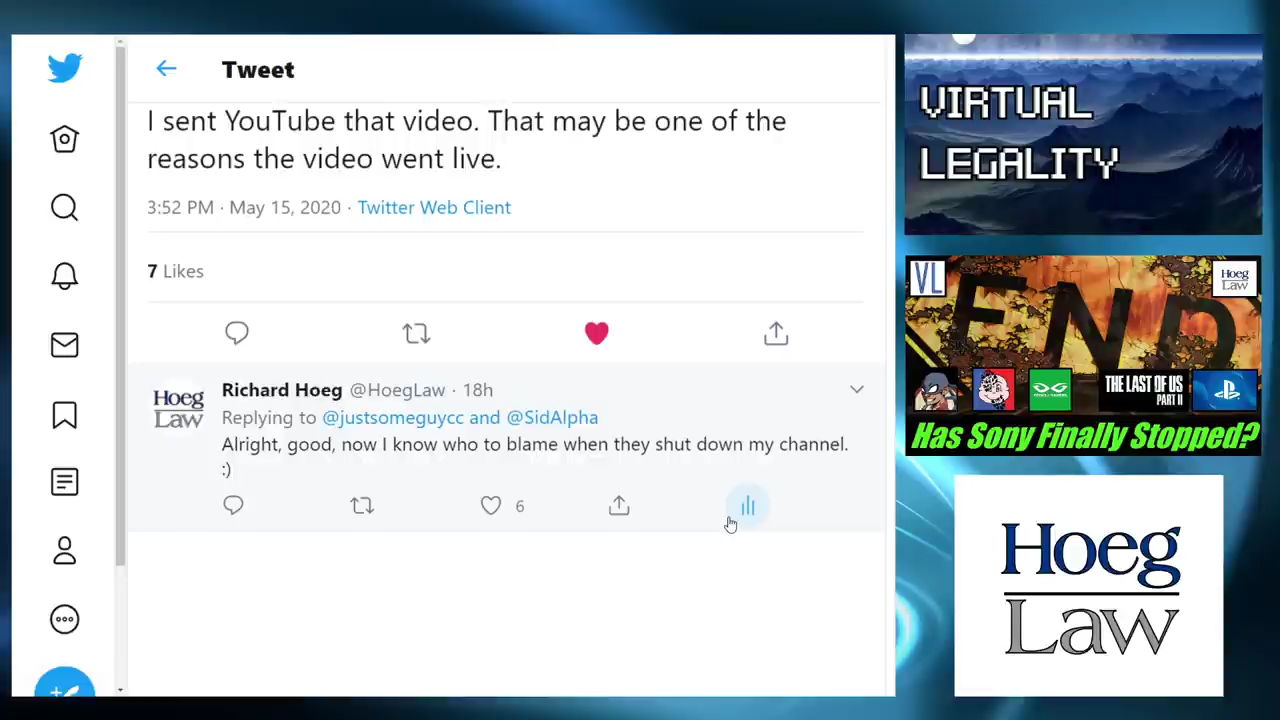 Tweet
I sent YouTube that video. That may be one of the
reasons the video went live.
3:52 PM · May 15, 2020 · Twitter Web Client
7 Likes
Hoeg
Law
Richard Hoeg @HoegLaw · 18h
Replying to @justsomeguycc and @SidAlpha
Alright, good, now I know who to blame when they shut down my channel.
:)
6
VIRTUAL
LEGALITY
VL
Hoeg
Law
END
THE LAST OF US
PART II
Has Sony Finally Stopped?
Hoeg
Law